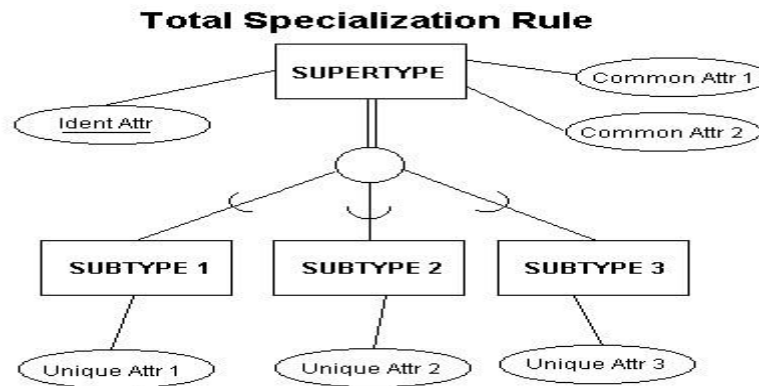 Total Specialization Rule
SUPERTYPE
Common Attr 1
Ident Attr
Common Attr 2
SUBTYPE 1
SUBTYPE 2
SUBTYPE 3
Unique Attr 1
Unique Attr 2
Unique Attr 3